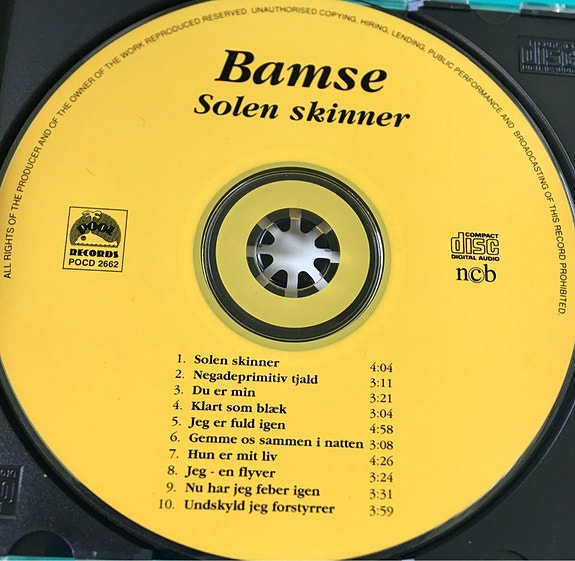 ALL RIGHTS OF THE PRODUCER AND OF THE OWNER OF THE WORK REPRODUCED RESERVED. UNAUTHORISED COPYING, HIRING, LENDING, PUBLIC PERFORMANCE AND BROADCASTING OF THIS RECORD PROHIBITED.
Bamse
Solen skinner
POOL
RECORDS
POCD 2662
COMPACT
disc
DIGITAL AUDIO
ncb
1. Solen skinner 4:04
2. Negadeprimitiv tjald 3:11
3. Du er min 3:21
4. Klart som blæk 3:04
5. Jeg er fuld igen 4:58
6. Gemme os sammen i natten 3:08
7. Hun er mit liv 4:26
8. Jeg - en flyver 3:24
9. Nu har jeg feber igen 3:31
10. Undskyld jeg forstyrrer 3:59